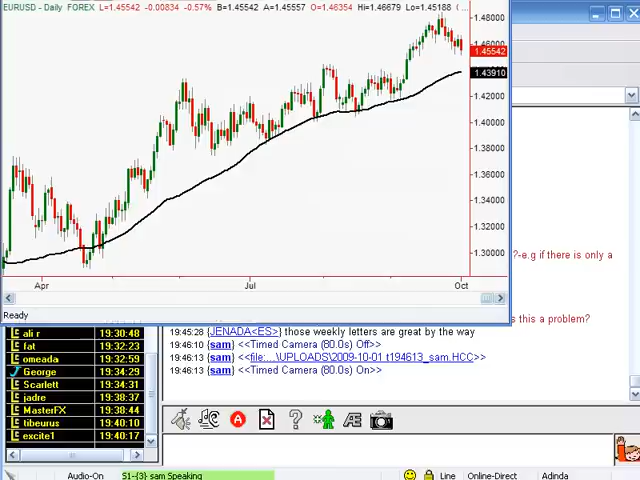 EURUSD - Daily FOREX L=1.45542 -0.00834 -0.57% B=1.45542 A=1.45557 O=1.46354 Hi=1.46679 Lo=1.45188 (...
1.48000
1.46000
1.45542
1.43910
1.42000
1.40000
1.38000
1.36000
1.34000
1.32000
1.30000
Apr Jul Oct
Ready
?-e.g if there is only a
s this a problem?
ali r 19:30:48
fat 19:32:23
omeada 19:32:59
George 19:34:29
Scarlett 19:34:31
jadre 19:38:37
MasterFX 19:38:44
tibeurus 19:40:10
excite1 19:40:17
19:45:28 {JENADA<ES>} those weekly letters are great by the way
19:46:10 {sam} <<Timed Camera (80.0s) Off>>
19:46:13 {sam} <<file:...\UPLOADS\2009-10-01 t194613_sam.HCC>>
19:46:13 {sam} <<Timed Camera (80.0s) On>>
Audio-On S1-{3} sam Speaking Line Online-Direct Adinda